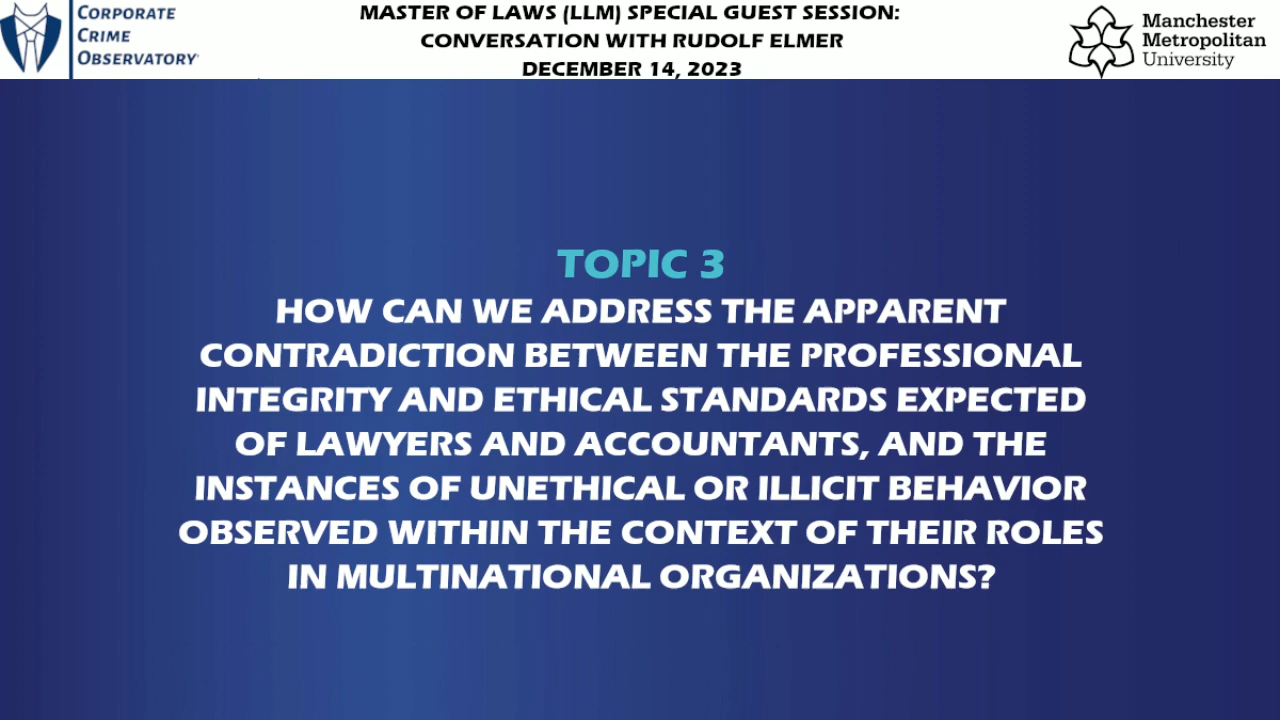 CORPORATE
CRIME
OBSERVATORY
MASTER OF LAWS (LLM) SPECIAL GUEST SESSION:
CONVERSATION WITH RUDOLF ELMER
DECEMBER 14, 2023
Manchester
Metropolitan
University
TOPIC 3
HOW CAN WE ADDRESS THE APPARENT
CONTRADICTION BETWEEN THE PROFESSIONAL
INTEGRITY AND ETHICAL STANDARDS EXPECTED
OF LAWYERS AND ACCOUNTANTS, AND THE
INSTANCES OF UNETHICAL OR ILLICIT BEHAVIOR
OBSERVED WITHIN THE CONTEXT OF THEIR ROLES
IN MULTINATIONAL ORGANIZATIONS?